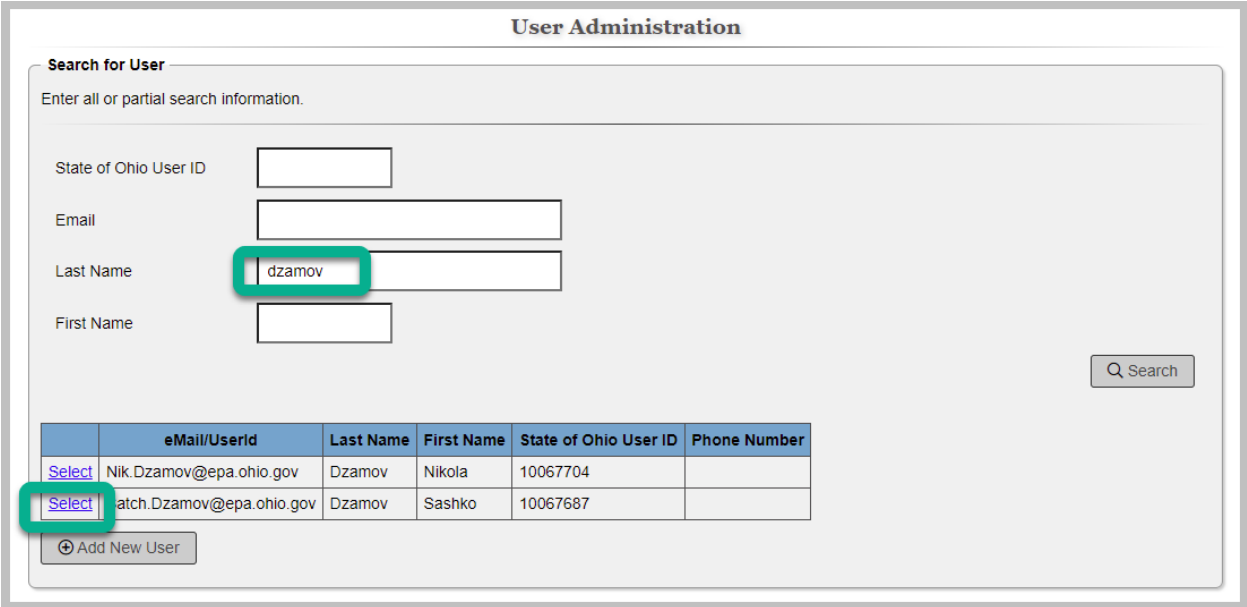 User Administration
Search for User
Enter all or partial search information.
State of Ohio User ID
Email
Last Name dzamov
First Name
Search
eMail/UserId Last Name First Name State of Ohio User ID Phone Number
Select Nik.Dzamov@epa.ohio.gov Dzamov Nikola 10067704
Select atch.Dzamov@epa.ohio.gov Dzamov Sashko 10067687
Add New User